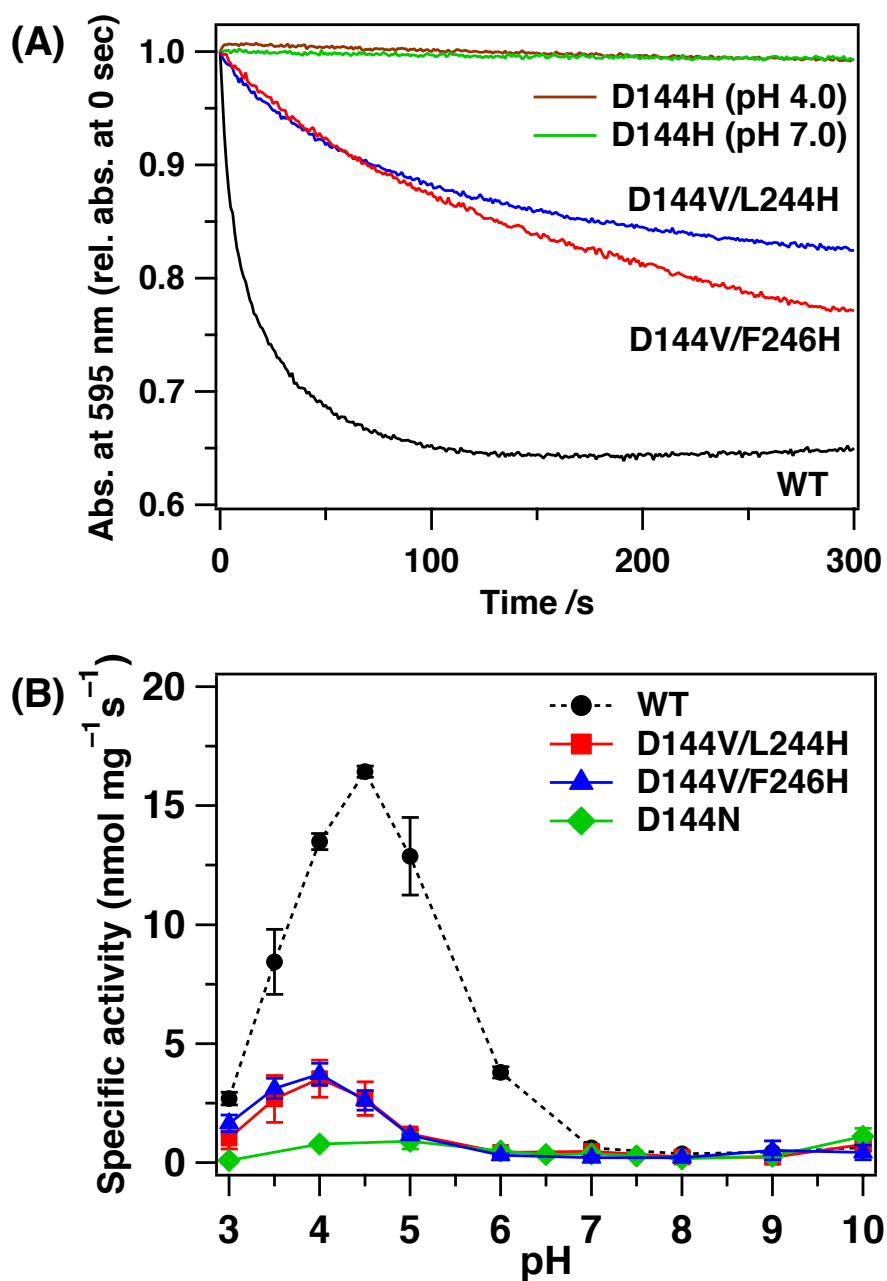 (A)
Abs. at 595 nm (rel. abs. at 0 sec)
1.0
0.9
0.8
0.7
0.6
D144H (pH 4.0)
D144H (pH 7.0)
D144V/L244H
D144V/F246H
WT
0 100 200 300
Time /s
(B)
Specific activity (nmol mg⁻¹ s⁻¹)
20
15
10
5
0
WT
D144V/L244H
D144V/F246H
D144N
3 4 5 6 7 8 9 10
pH